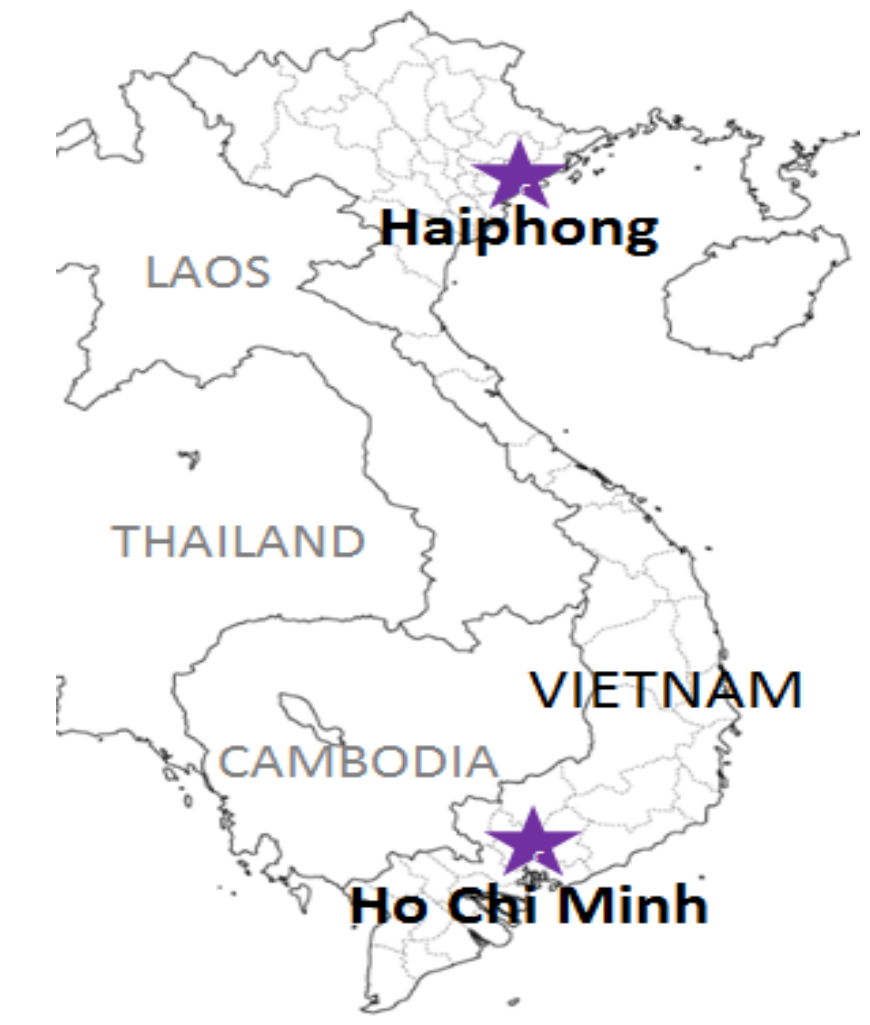 Haiphong
LAOS
THAILAND
VIETNAM
CAMBODIA
Ho Chi Minh